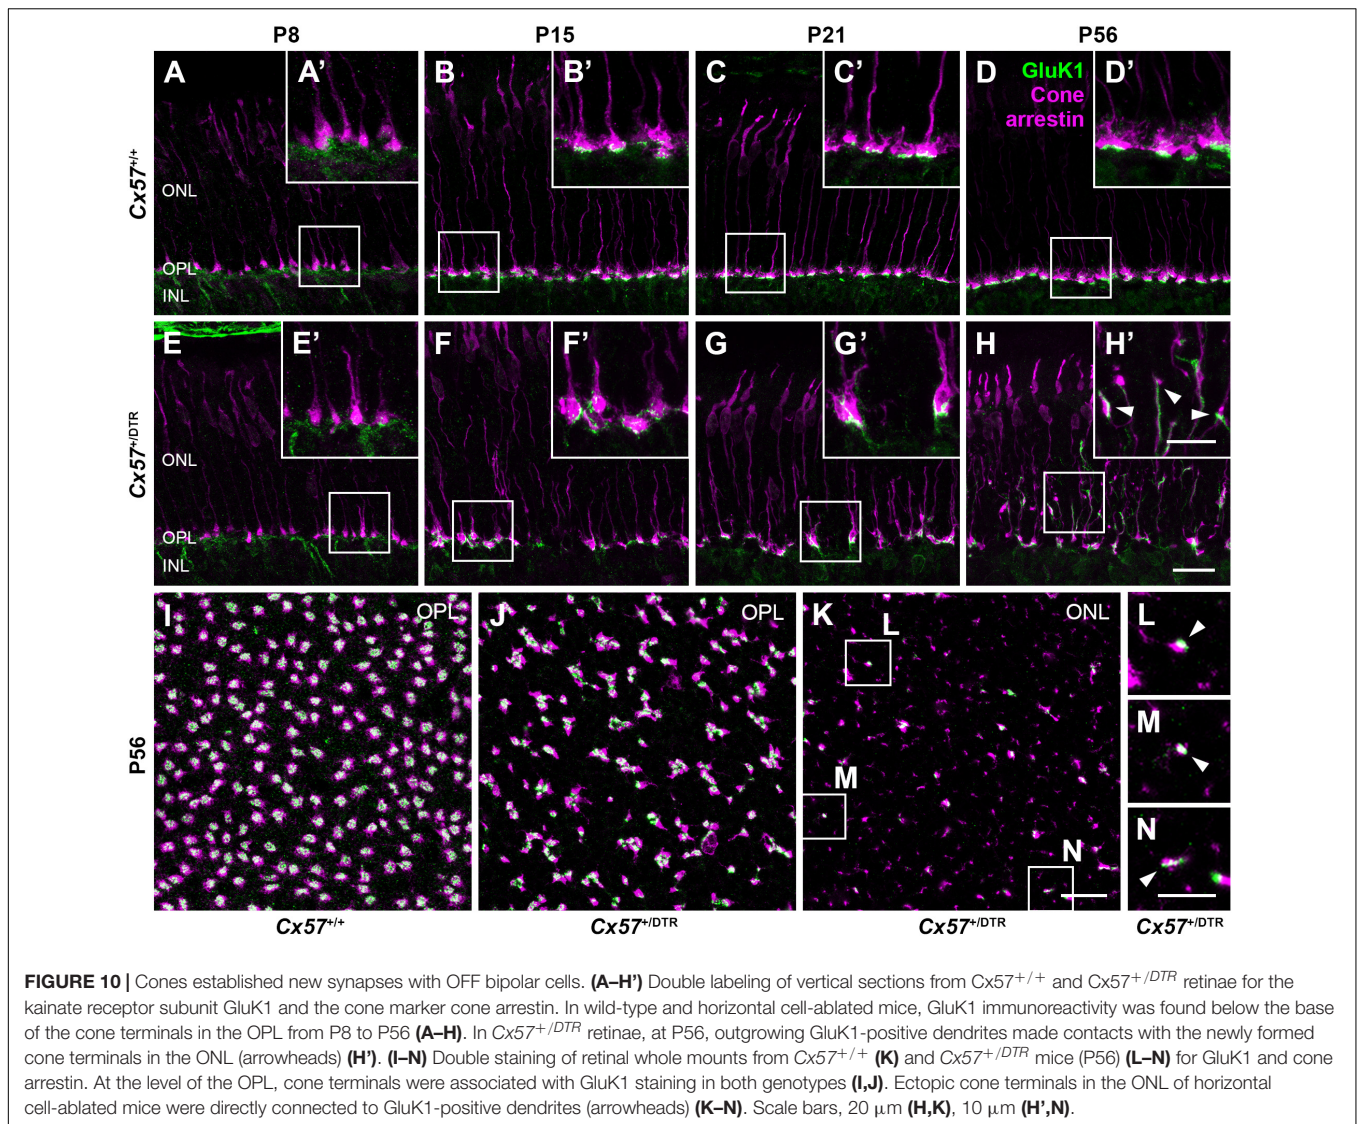 P8 P15 P21 P56
A A' B B' C C' D GluK1 D'
Cone
arrestin
Cx57+/+
ONL
OPL
INL
E E' F F' G G' H H'
Cx57+/DTR
ONL
OPL
INL
I OPL J OPL K L ONL L
P56
M M
N N
Cx57+/+ Cx57+/DTR Cx57+/DTR Cx57+/DTR
FIGURE 10 | Cones established new synapses with OFF bipolar cells. (A–H’) Double labeling of vertical sections from Cx57+/+ and Cx57+/DTR retinae for the
kainate receptor subunit GluK1 and the cone marker cone arrestin. In wild-type and horizontal cell-ablated mice, GluK1 immunoreactivity was found below the base
of the cone terminals in the OPL from P8 to P56 (A–H). In Cx57+/DTR retinae, at P56, outgrowing GluK1-positive dendrites made contacts with the newly formed
cone terminals in the ONL (arrowheads) (H’). (I–N) Double staining of retinal whole mounts from Cx57+/+ (K) and Cx57+/DTR mice (P56) (L–N) for GluK1 and cone
arrestin. At the level of the OPL, cone terminals were associated with GluK1 staining in both genotypes (I,J). Ectopic cone terminals in the ONL of horizontal
cell-ablated mice were directly connected to GluK1-positive dendrites (arrowheads) (K–N). Scale bars, 20 μm (H,K), 10 μm (H’,N).